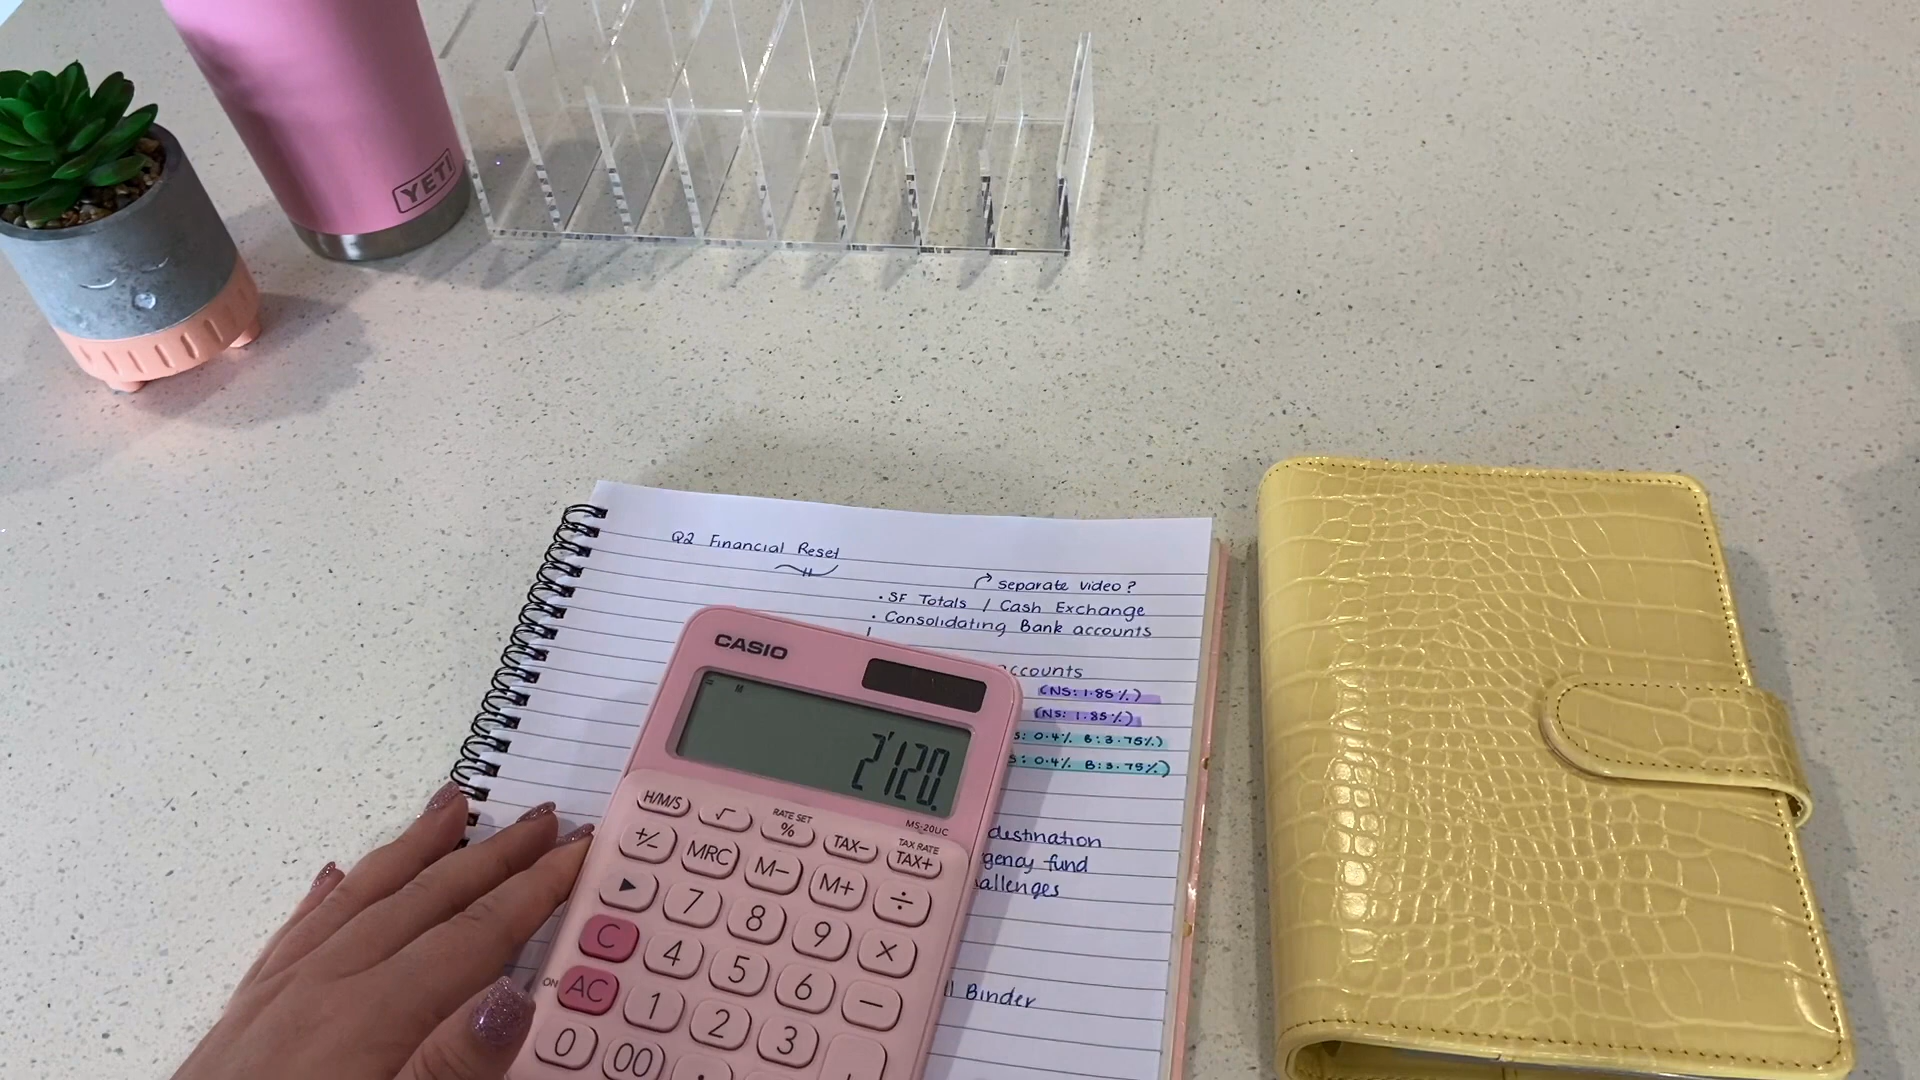 YETI
Q2 Financial Reset
separate video?
• SF Totals / Cash Exchange
• Consolidating Bank accounts
accounts
(NS: 1.85%)
(NS: 1.85%)
S: 0.4% B: 3.75%)
S: 0.4% B: 3.75%)
destination
gency fund
allenges
Binder
CASIO
= M
2'120.
MS-20UC
H/M/S √ RATE SET % TAX− TAX RATE TAX+
+/− MRC M− M+ ÷
▶ 7 8 9 ×
C 4 5 6 −
ON AC 1 2 3 +
0 00 •